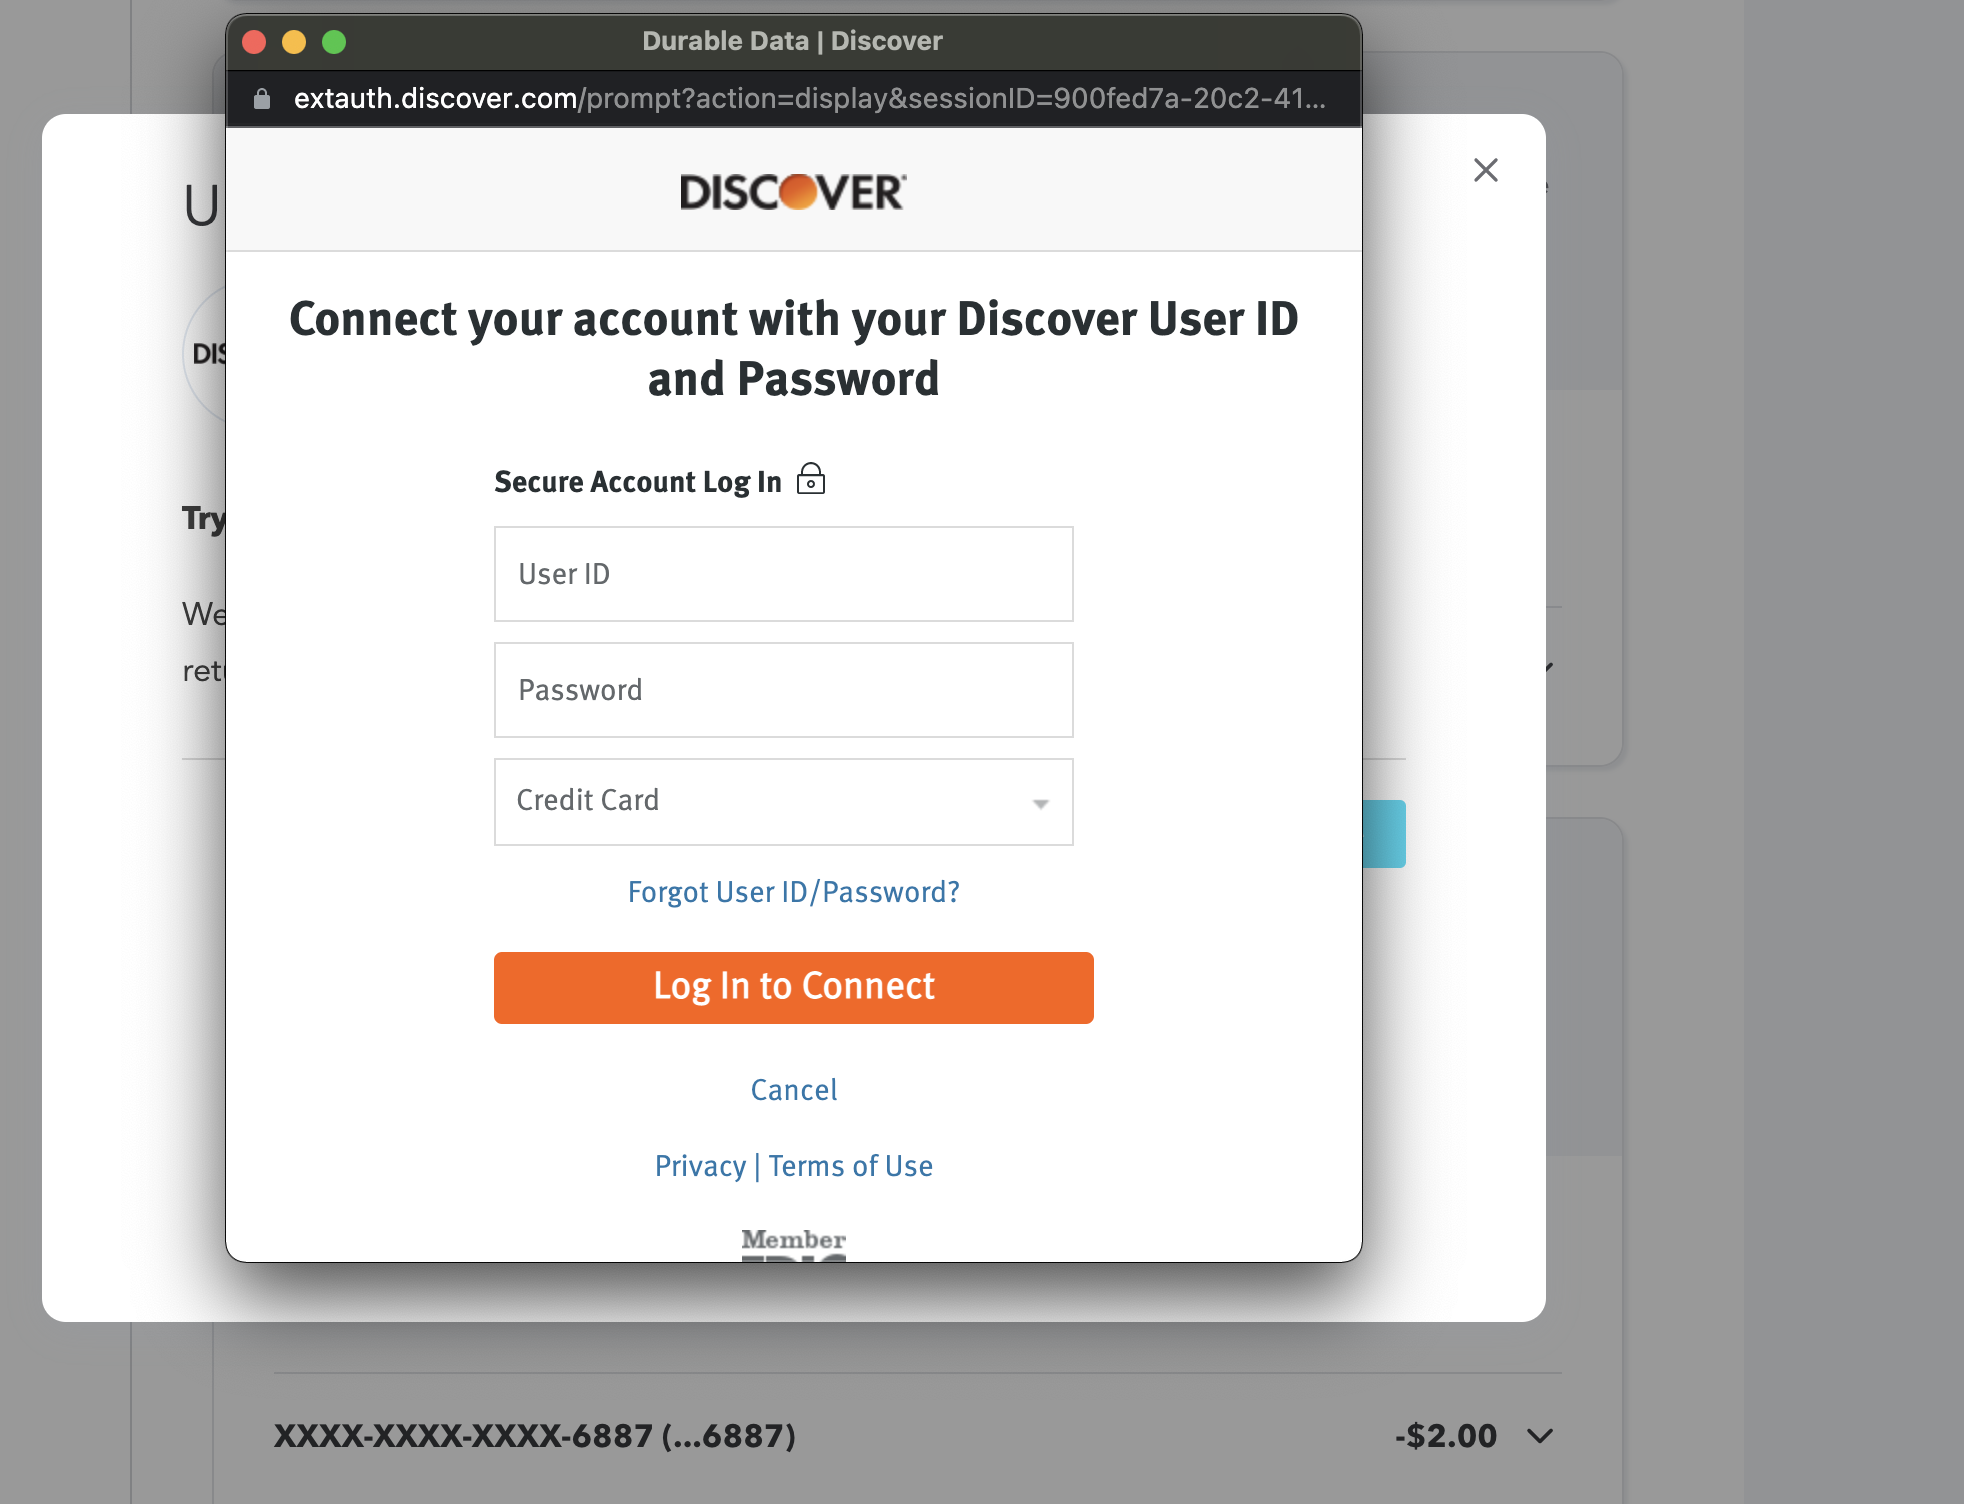 Durable Data | Discover
extauth.discover.com/prompt?action=display&sessionID=900fed7a-20c2-41...
DISCOVER
Connect your account with your Discover User ID
and Password
Secure Account Log In
User ID
Password
Credit Card
Forgot User ID/Password?
Log In to Connect
Cancel
Privacy | Terms of Use
Member
FDIC
U
DIS
Try
We
ret
XXXX-XXXX-XXXX-6887 (...6887)
-$2.00